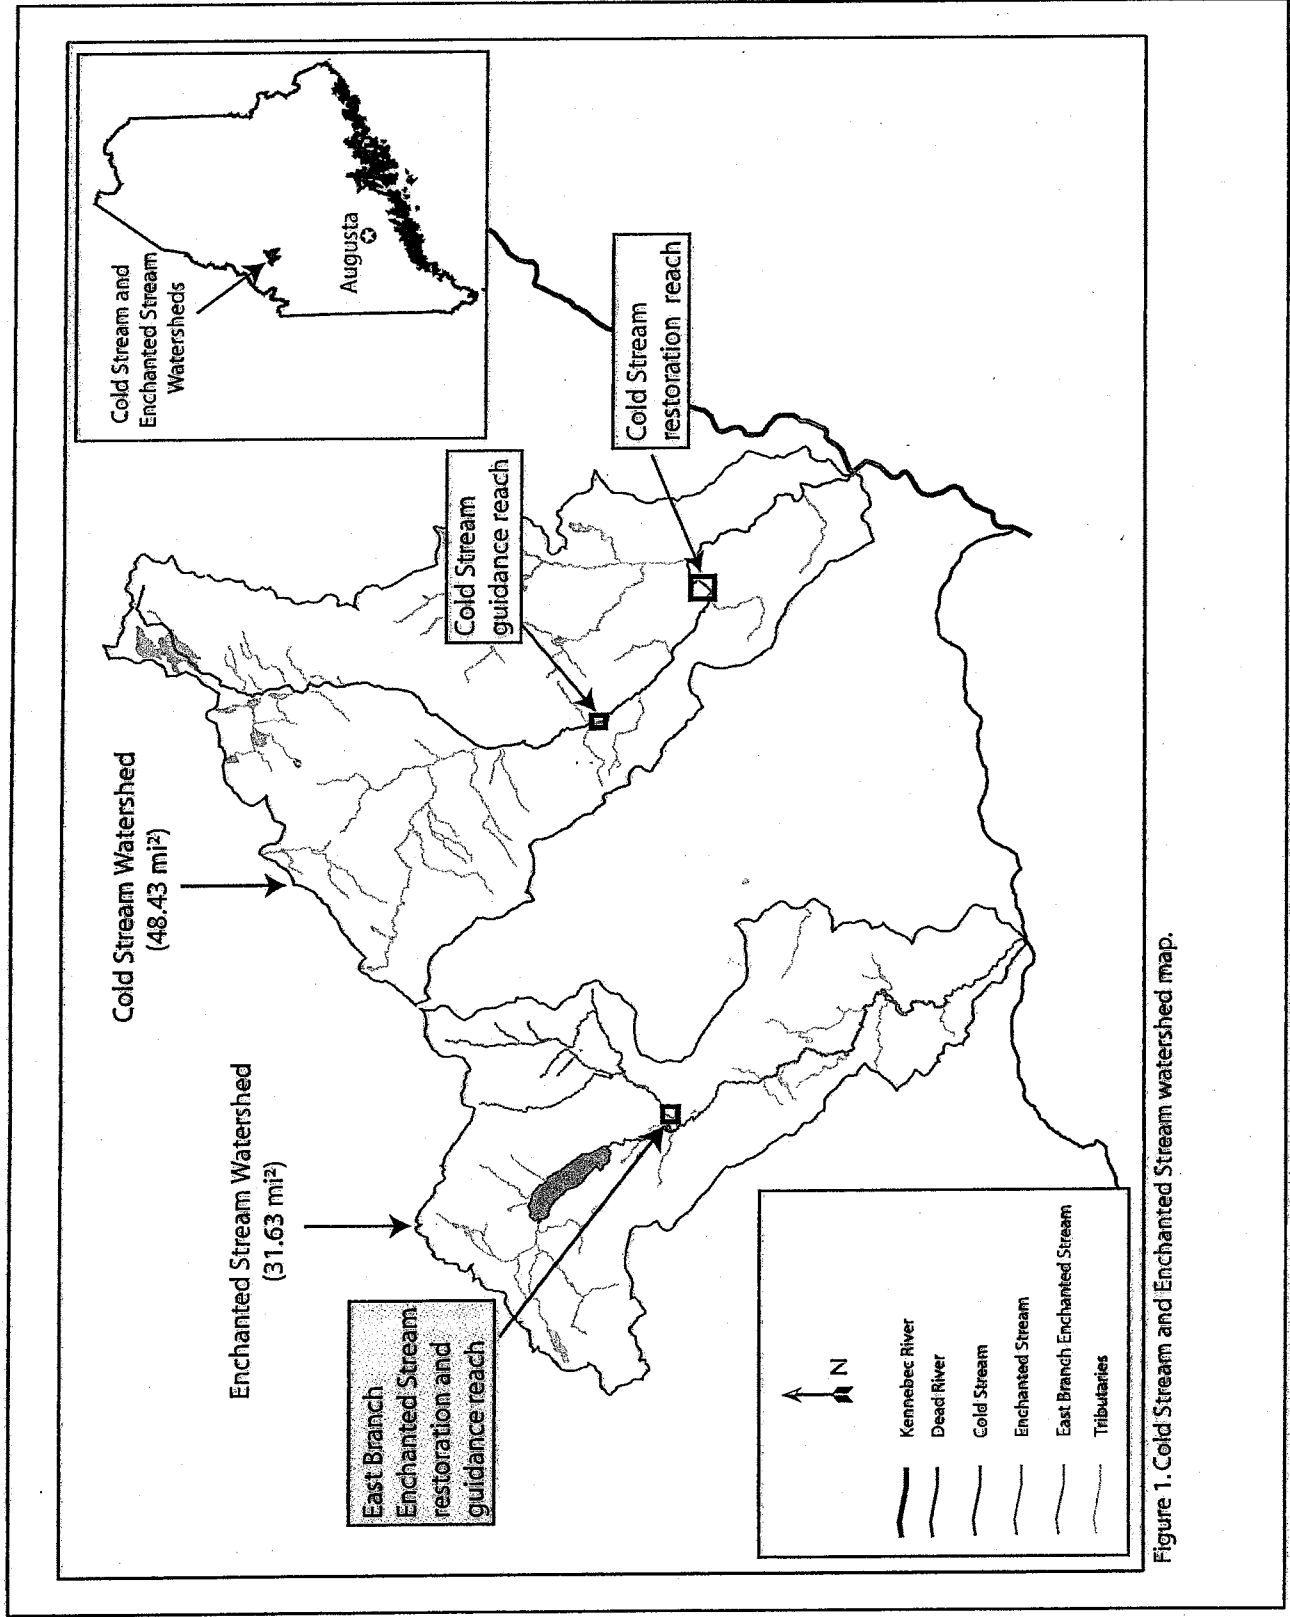 Cold Stream and
Enchanted Stream
Watersheds
Augusta
Cold Stream Watershed
(48.43 mi²)
Enchanted Stream Watershed
(31.63 mi²)
Cold Stream
guidance reach
Cold Stream
restoration reach
East Branch
Enchanted Stream
restoration and
guidance reach
N
Kennebec River
Dead River
Cold Stream
Enchanted Stream
East Branch Enchanted Stream
Tributaries
Figure 1. Cold Stream and Enchanted Stream watershed map.